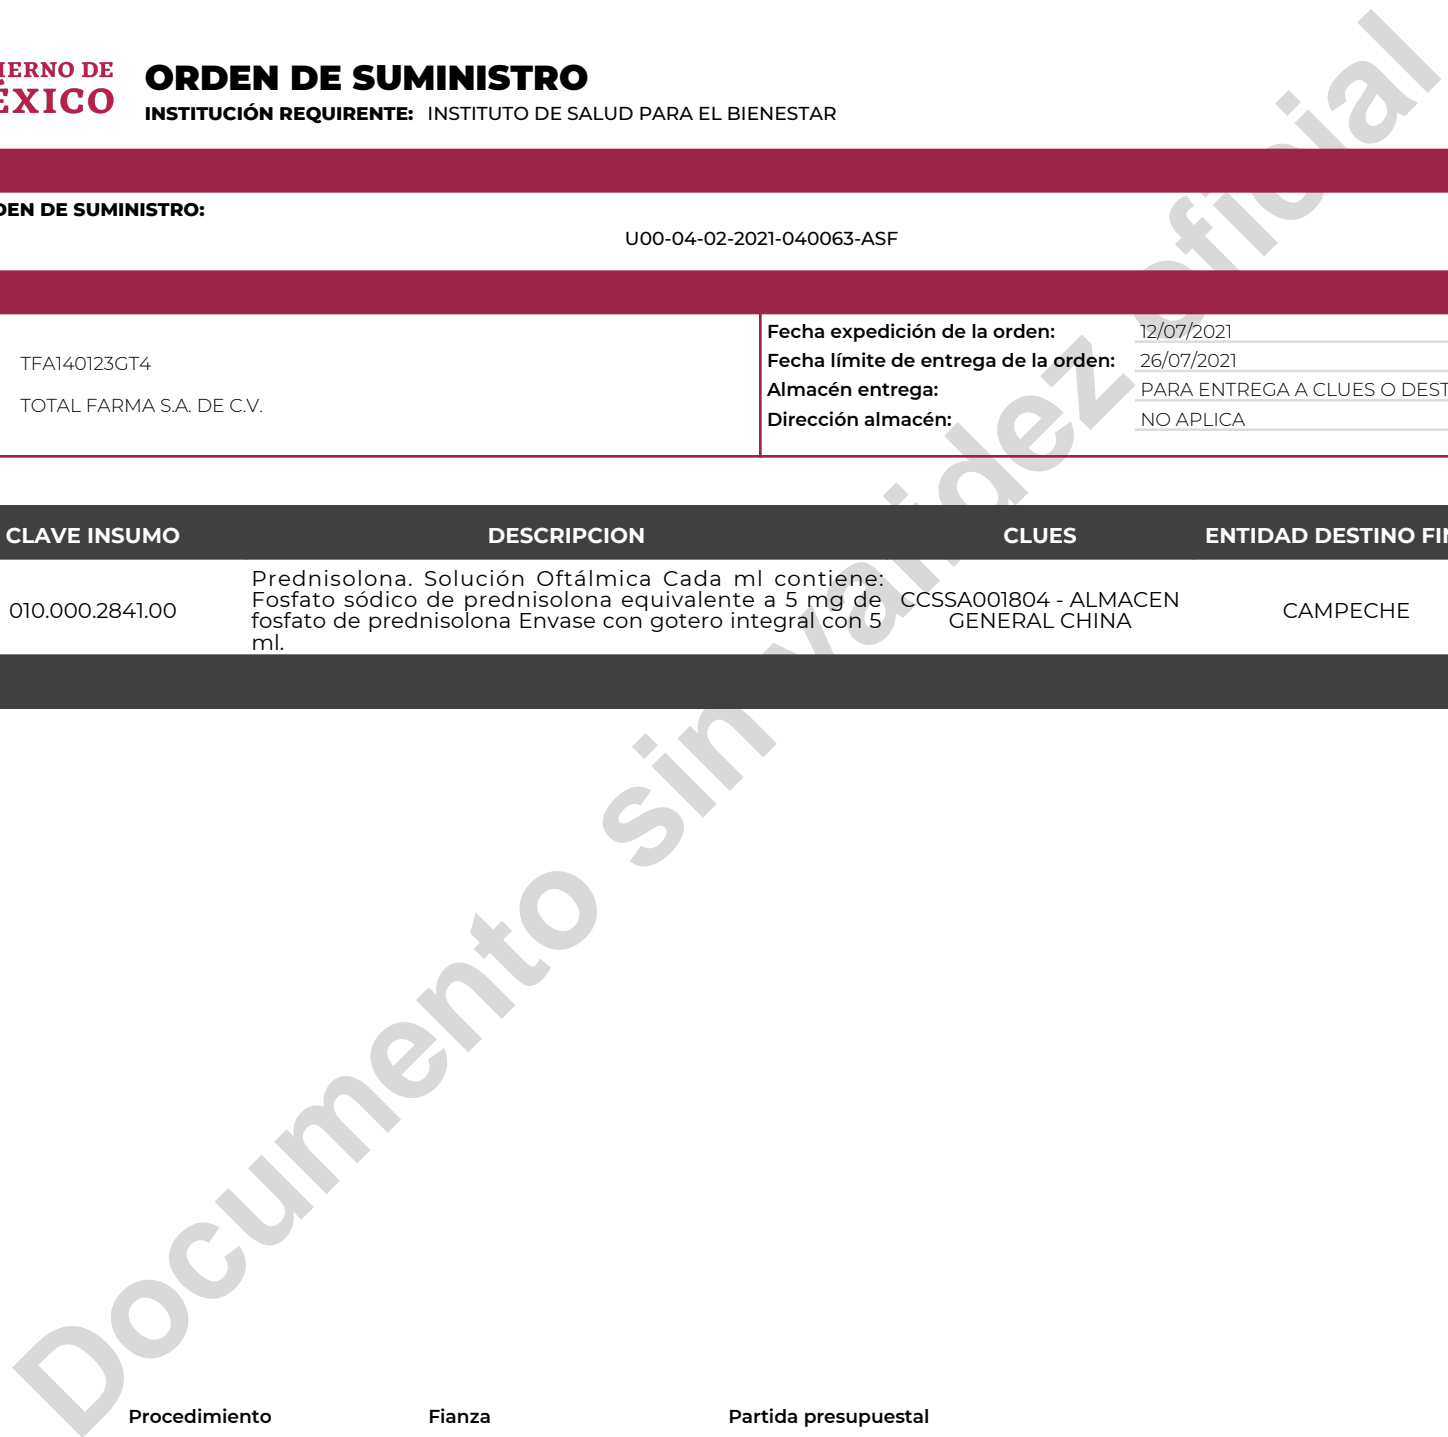 IERNO DE
ÉXICO
ORDEN DE SUMINISTRO
INSTITUCIÓN REQUIRENTE: INSTITUTO DE SALUD PARA EL BIENESTAR
DEN DE SUMINISTRO:
U00-04-02-2021-040063-ASF
TFA140123GT4
TOTAL FARMA S.A. DE C.V.
Fecha expedición de la orden: 12/07/2021
Fecha límite de entrega de la orden: 26/07/2021
Almacén entrega: PARA ENTREGA A CLUES O DEST
Dirección almacén: NO APLICA
CLAVE INSUMO DESCRIPCION CLUES ENTIDAD DESTINO FIN
010.000.2841.00
Prednisolona. Solución Oftálmica Cada ml contiene:
Fosfato sódico de prednisolona equivalente a 5 mg de
fosfato de prednisolona Envase con gotero integral con 5
ml.
CCSSA001804 - ALMACEN
GENERAL CHINA
CAMPECHE
Documento sin validez oficial
Procedimiento Fianza Partida presupuestal